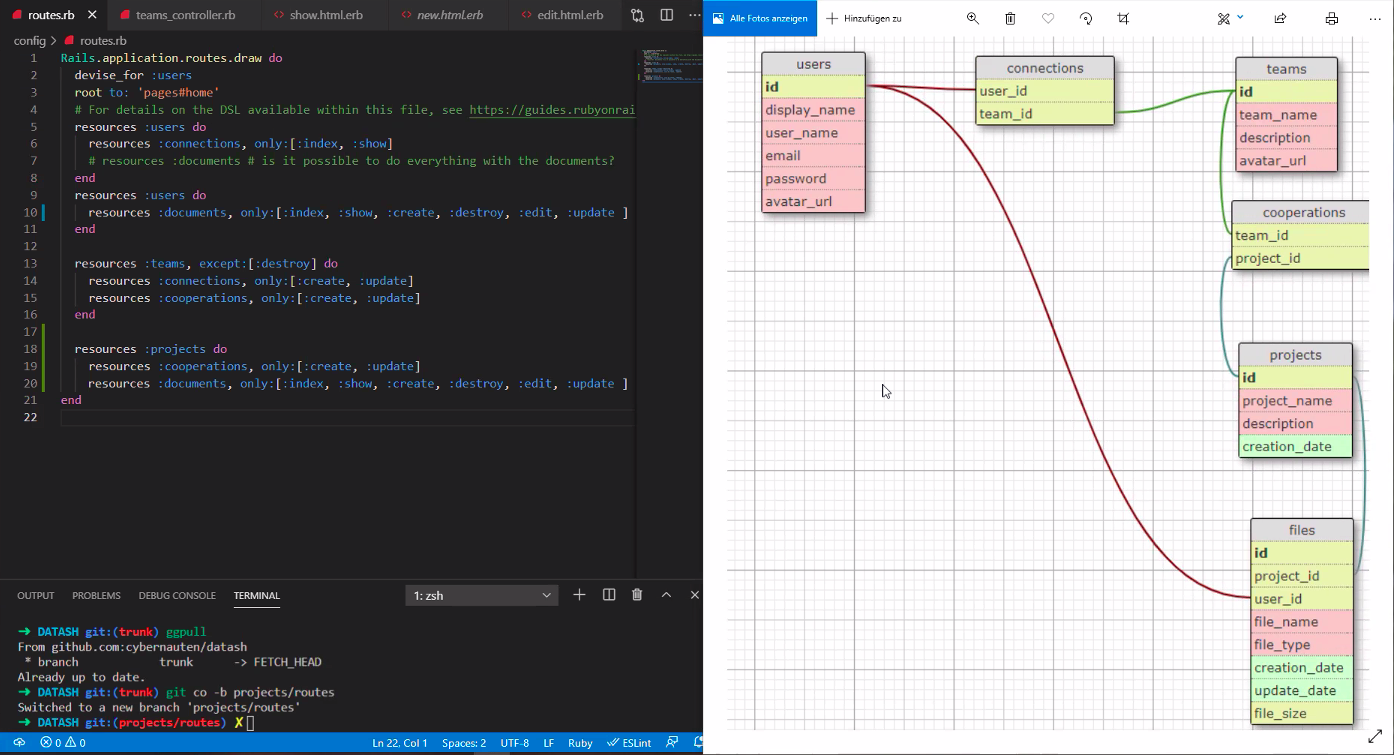 routes.rb
teams_controller.rb
show.html.erb
new.html.erb
edit.html.erb
config > routes.rb
1 Rails.application.routes.draw do
2 devise_for :users
3 root to: 'pages#home'
4 # For details on the DSL available within this file, see https://guides.rubyonrai
5 resources :users do
6 resources :connections, only:[:index, :show]
7 # resources :documents # is it possible to do everything with the documents?
8 end
9 resources :users do
10 resources :documents, only:[:index, :show, :create, :destroy, :edit, :update ]
11 end
12
13 resources :teams, except:[:destroy] do
14 resources :connections, only:[:create, :update]
15 resources :cooperations, only:[:create, :update]
16 end
17
18 resources :projects do
19 resources :cooperations, only:[:create, :update]
20 resources :documents, only:[:index, :show, :create, :destroy, :edit, :update ]
21 end
22
OUTPUT
PROBLEMS
DEBUG CONSOLE
TERMINAL
1: zsh
→ DATASH git:(trunk) ggpull
From github.com:cybernauten/datash
* branch trunk -> FETCH_HEAD
Already up to date.
→ DATASH git:(trunk) git co -b projects/routes
Switched to a new branch 'projects/routes'
→ DATASH git:(projects/routes) ✗
0 0
Ln 22, Col 1
Spaces: 2
UTF-8
LF
Ruby
ESLint
Alle Fotos anzeigen
Hinzufügen zu
users
id
display_name
user_name
email
password
avatar_url
connections
user_id
team_id
teams
id
team_name
description
avatar_url
cooperations
team_id
project_id
projects
id
project_name
description
creation_date
files
id
project_id
user_id
file_name
file_type
creation_date
update_date
file_size